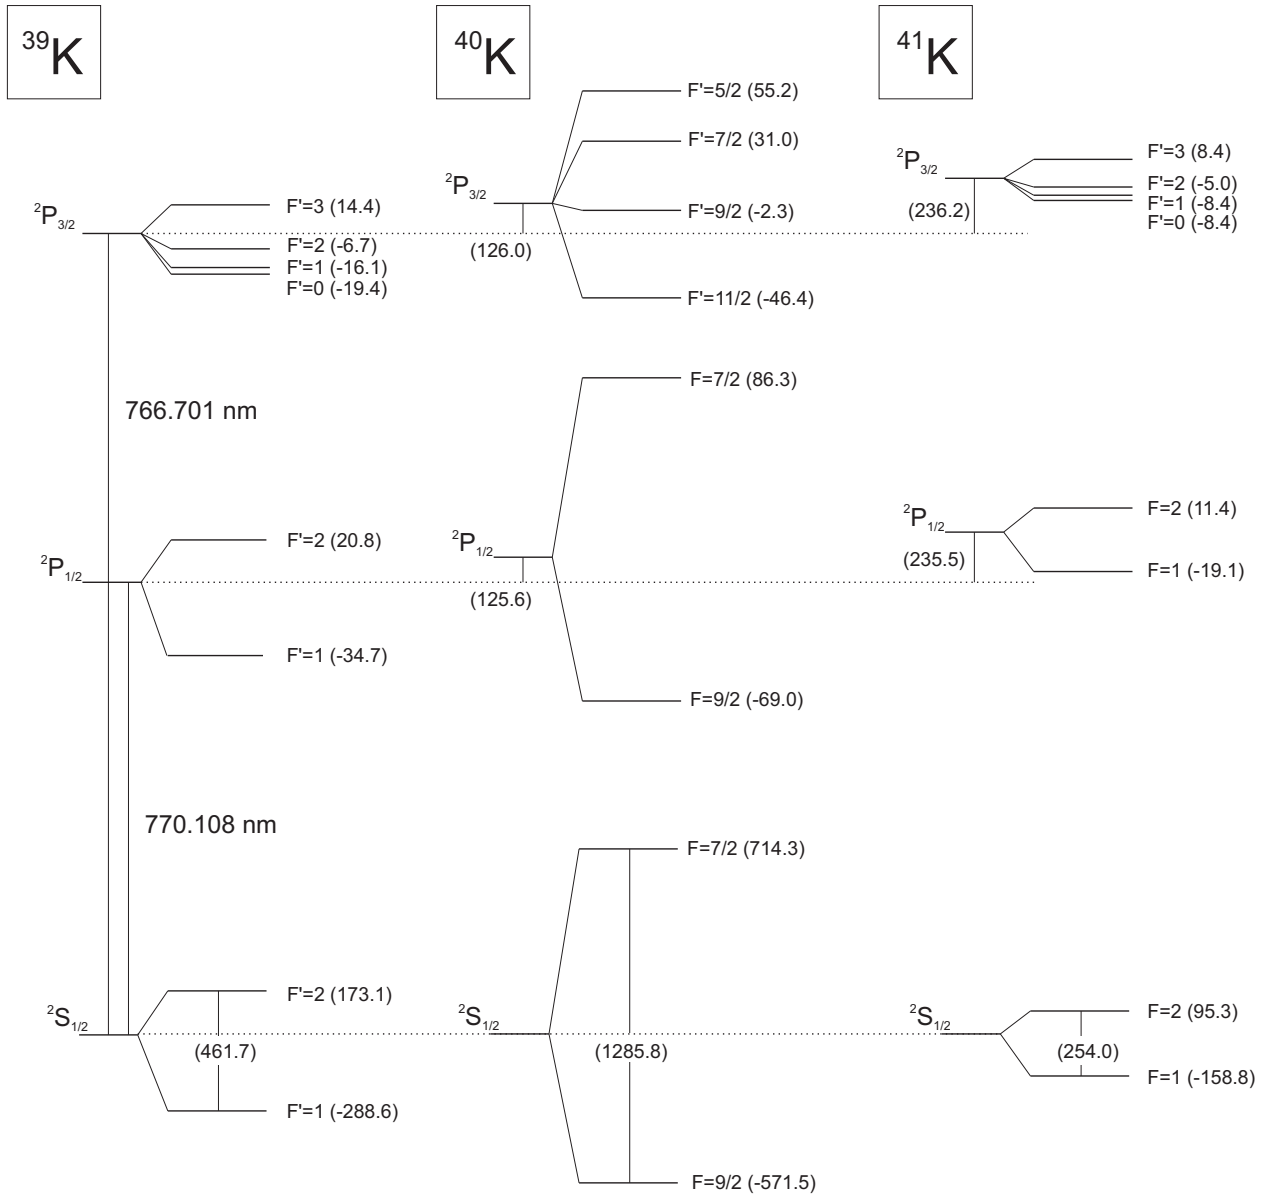 39K
40K
41K
2P3/2
F'=3 (14.4)
F'=2 (-6.7)
F'=1 (-16.1)
F'=0 (-19.4)
2P3/2
(126.0)
F'=5/2 (55.2)
F'=7/2 (31.0)
F'=9/2 (-2.3)
F'=11/2 (-46.4)
2P3/2
(236.2)
F'=3 (8.4)
F'=2 (-5.0)
F'=1 (-8.4)
F'=0 (-8.4)
766.701 nm
2P1/2
F'=2 (20.8)
F'=1 (-34.7)
F=7/2 (86.3)
2P1/2
(125.6)
F=9/2 (-69.0)
2P1/2
(235.5)
F=2 (11.4)
F=1 (-19.1)
770.108 nm
2S1/2
F'=2 (173.1)
(461.7)
F'=1 (-288.6)
F=7/2 (714.3)
2S1/2
(1285.8)
F=9/2 (-571.5)
2S1/2
F=2 (95.3)
(254.0)
F=1 (-158.8)